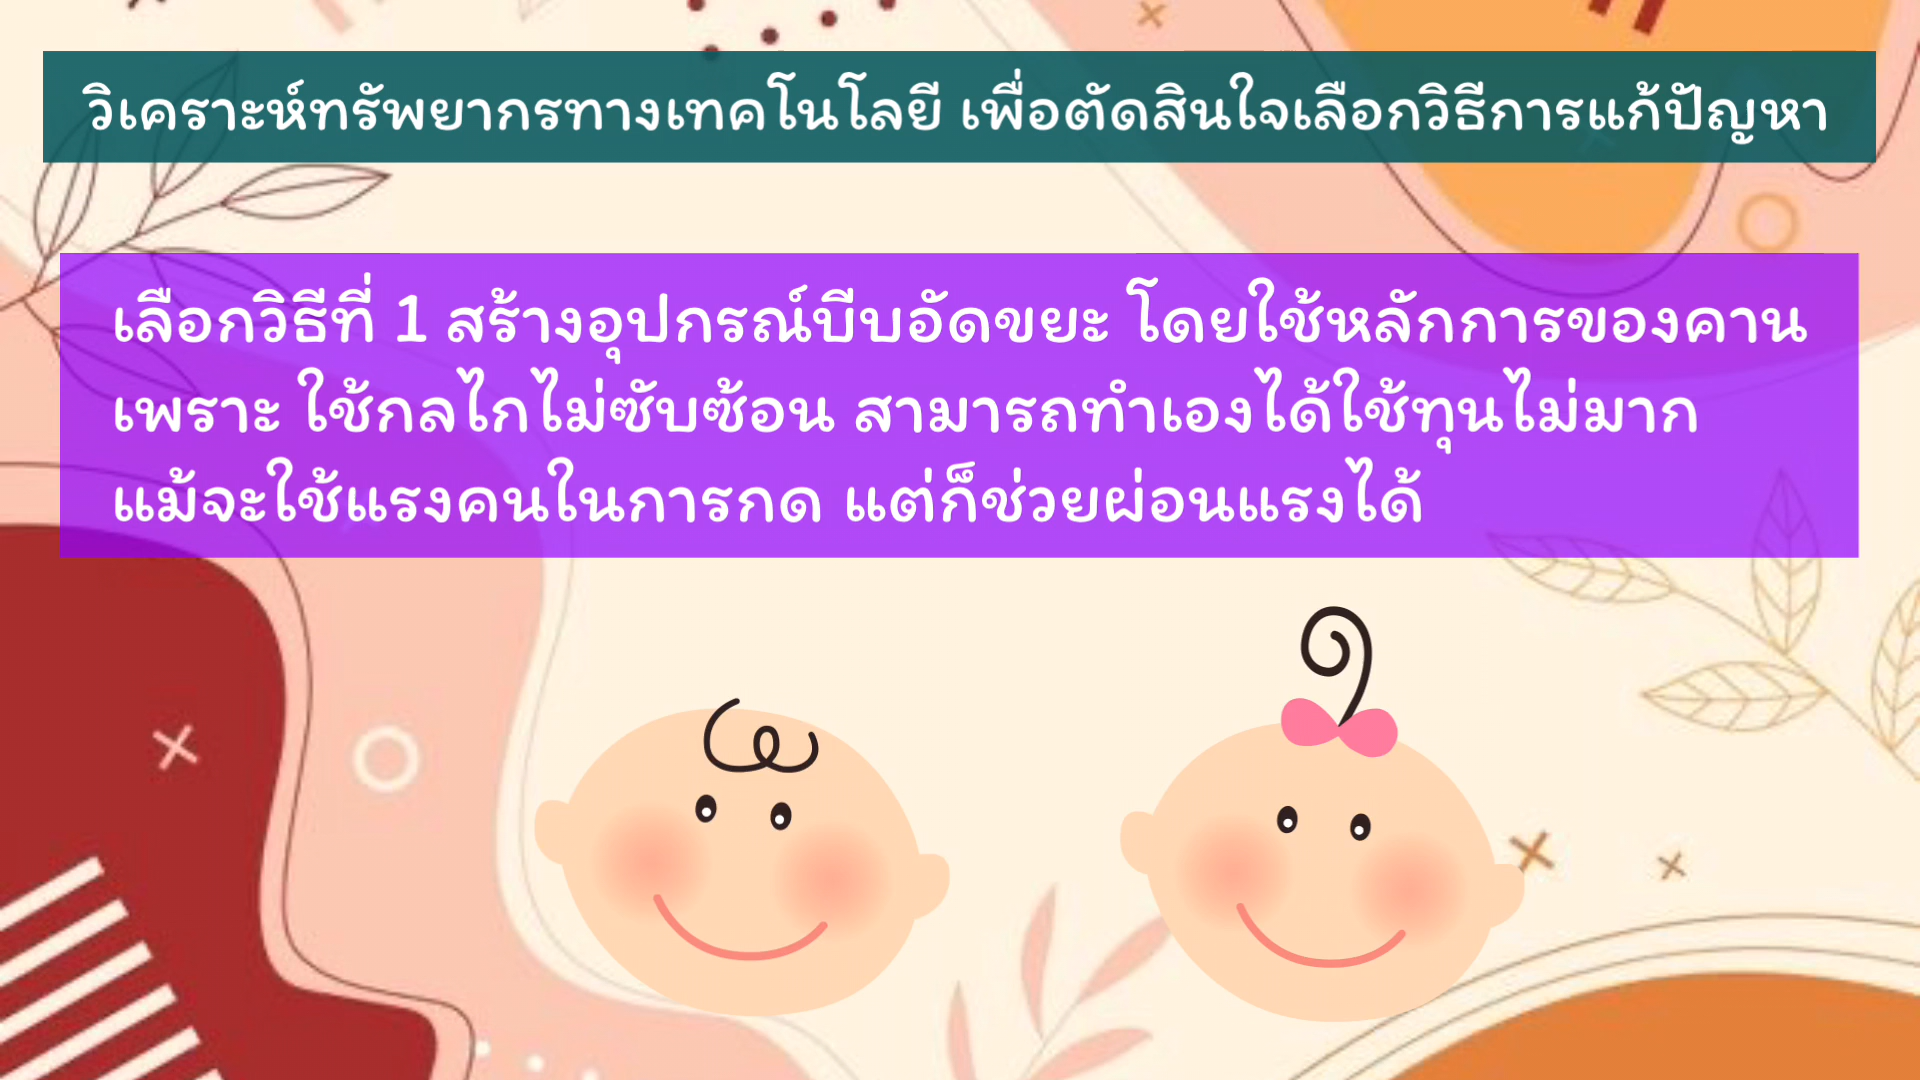 วิเคราะห์ทรัพยากรทางเทคโนโลยี เพื่อตัดสินใจเลือกวิธีการแก้ปัญหา
เลือกวิธีที่ 1 สร้างอุปกรณ์บีบอัดขยะ โดยใช้หลักการของคาน
เพราะ ใช้กลไกไม่ซับซ้อน สามารถทำเองได้ใช้ทุนไม่มาก
แม้จะใช้แรงคนในการกด แต่ก็ช่วยผ่อนแรงได้